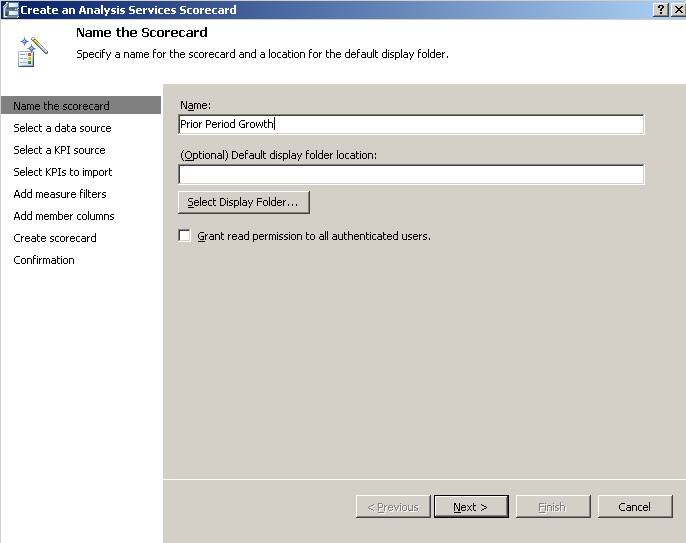 Create an Analysis Services Scorecard
Name the Scorecard
Specify a name for the scorecard and a location for the default display folder.
Name the scorecard
Select a data source
Select a KPI source
Select KPIs to import
Add measure filters
Add member columns
Create scorecard
Confirmation
Name:
Prior Period Growth
(Optional) Default display folder location:
Select Display Folder...
Grant read permission to all authenticated users.
< Previous
Next >
Finish
Cancel